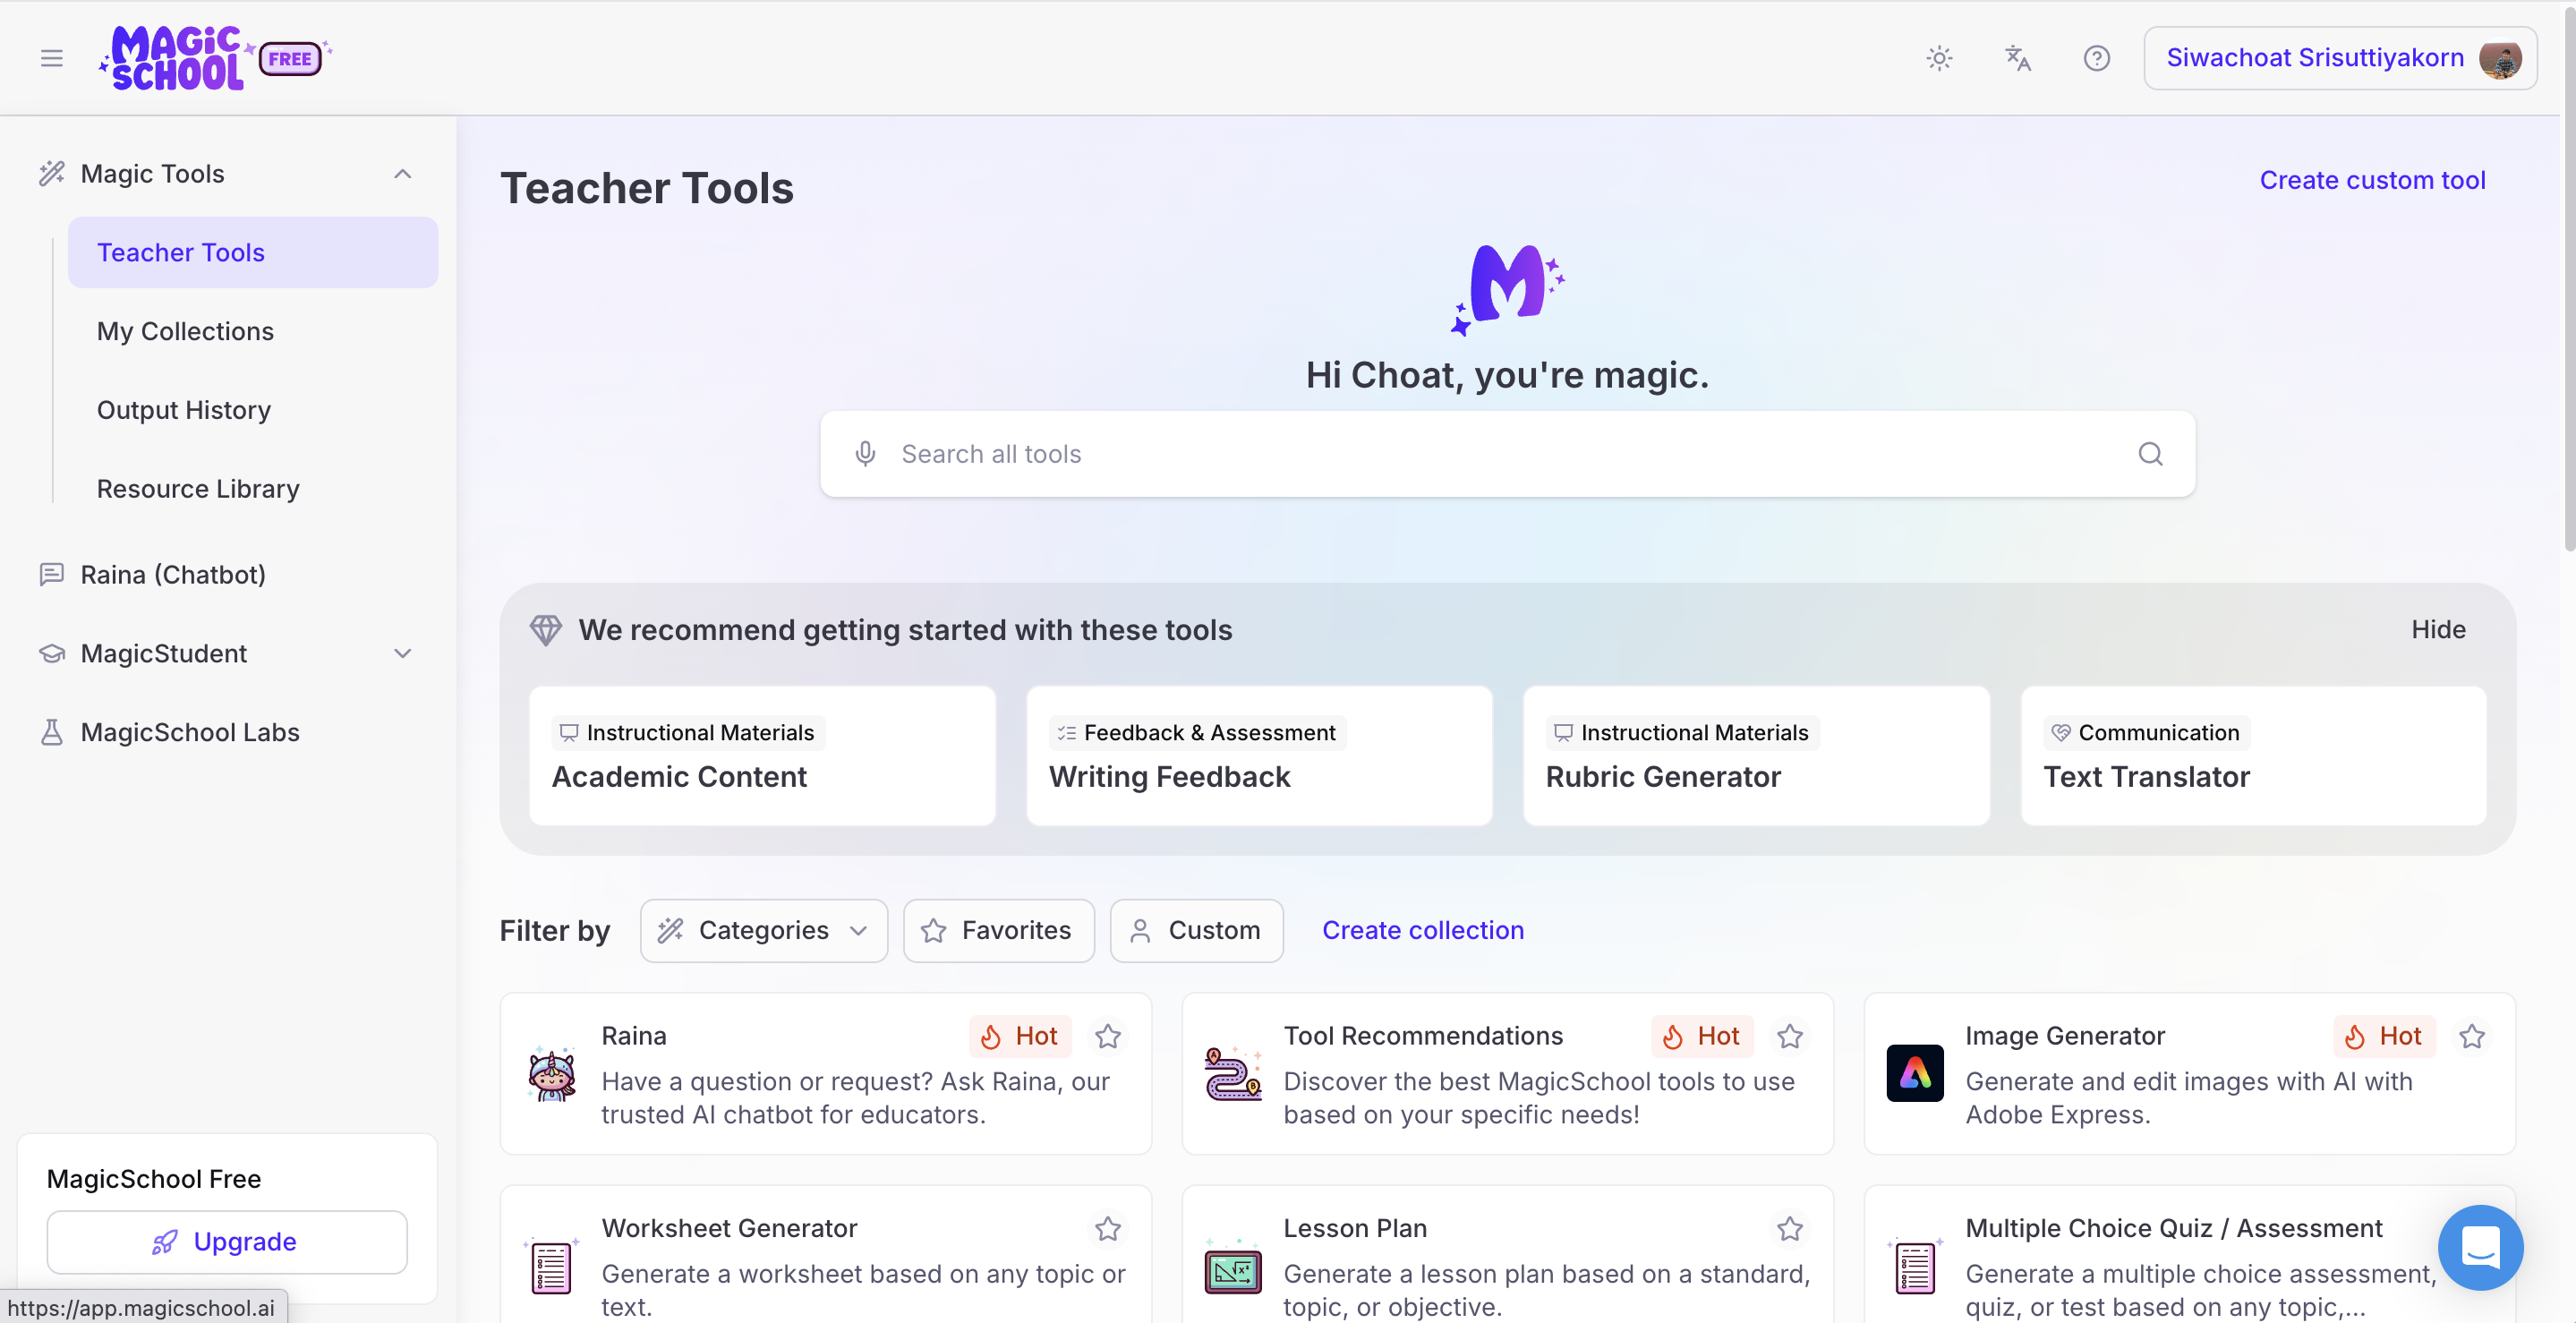 MAGIC SCHOOL FREE
Siwachoat Srisuttiyakorn
Magic Tools
Teacher Tools
My Collections
Output History
Resource Library
Raina (Chatbot)
MagicStudent
MagicSchool Labs
MagicSchool Free
Upgrade
https://app.magicschool.ai
Teacher Tools
Create custom tool
Hi Choat, you're magic.
Search all tools
We recommend getting started with these tools
Hide
Instructional Materials
Academic Content
Feedback & Assessment
Writing Feedback
Instructional Materials
Rubric Generator
Communication
Text Translator
Filter by
Categories
Favorites
Custom
Create collection
Raina
Hot
Have a question or request? Ask Raina, our
trusted AI chatbot for educators.
Tool Recommendations
Hot
Discover the best MagicSchool tools to use
based on your specific needs!
Image Generator
Hot
Generate and edit images with AI with
Adobe Express.
Worksheet Generator
Generate a worksheet based on any topic or
text.
Lesson Plan
Generate a lesson plan based on a standard,
topic, or objective.
Multiple Choice Quiz / Assessment
Generate a multiple choice assessment,
quiz, or test based on any topic,...